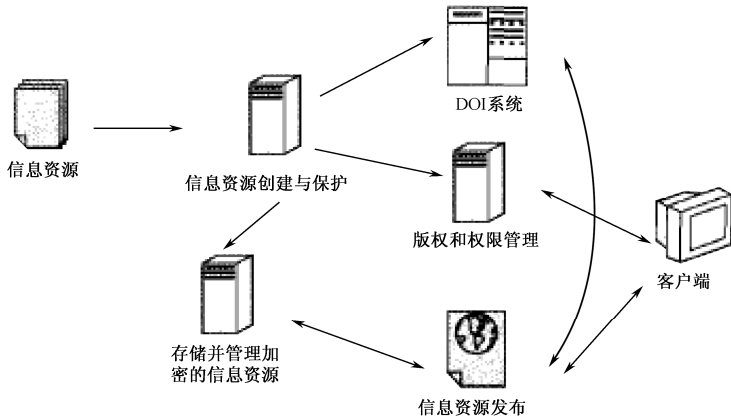 DOI系统
信息资源
信息资源创建与保护
版权和权限管理
客户端
存储并管理加
密的信息资源
信息资源发布